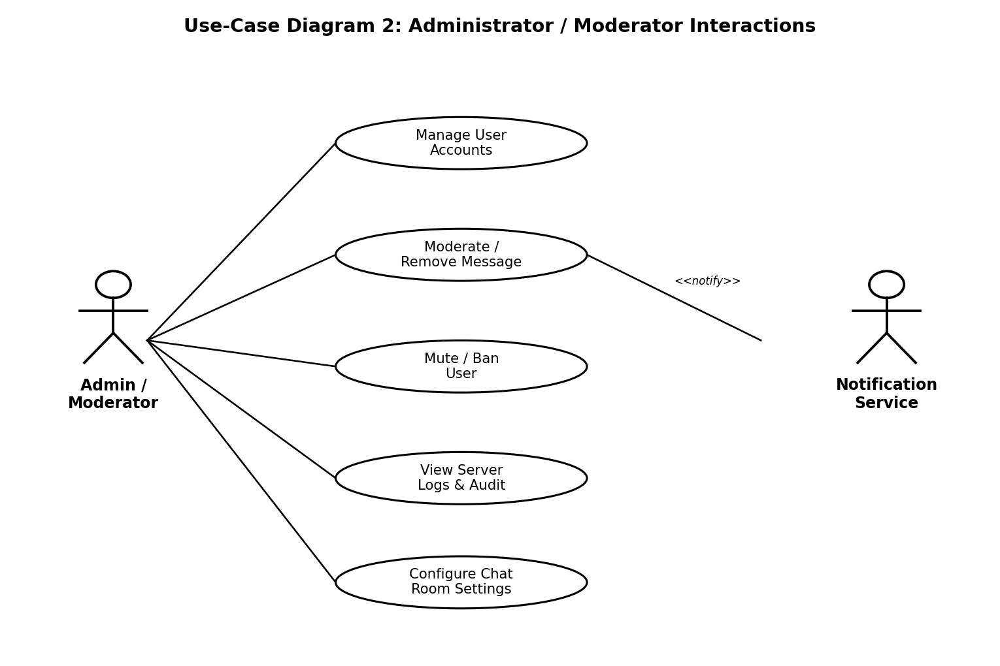 Use-Case Diagram 2: Administrator / Moderator Interactions
Manage User
Accounts
Moderate /
Remove Message
<<notify>>
Mute / Ban
User
Admin /
Moderator
Notification
Service
View Server
Logs & Audit
Configure Chat
Room Settings